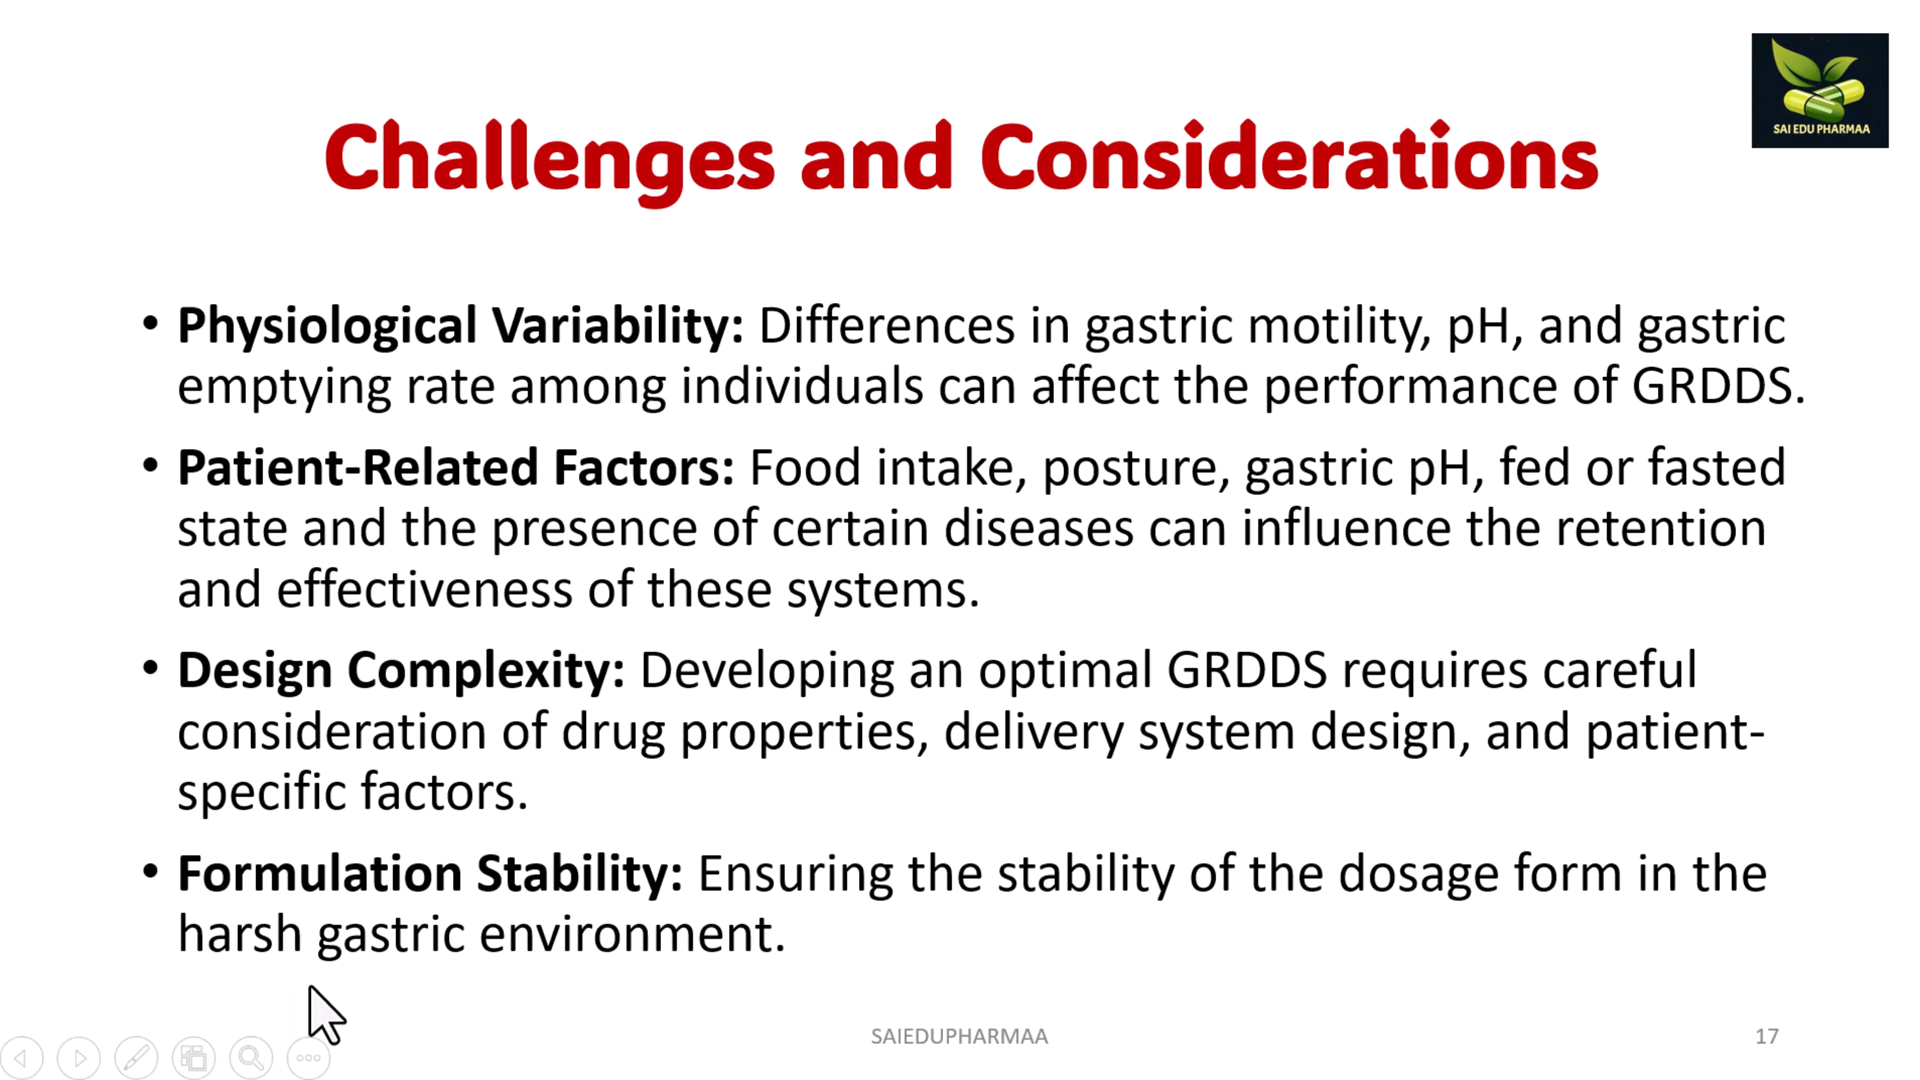 SAI EDU PHARMAA
Challenges and Considerations
• Physiological Variability: Differences in gastric motility, pH, and gastric
emptying rate among individuals can affect the performance of GRDDS.
• Patient-Related Factors: Food intake, posture, gastric pH, fed or fasted
state and the presence of certain diseases can influence the retention
and effectiveness of these systems.
• Design Complexity: Developing an optimal GRDDS requires careful
consideration of drug properties, delivery system design, and patient-
specific factors.
• Formulation Stability: Ensuring the stability of the dosage form in the
harsh gastric environment.
SAIEDUPHARMAA
17